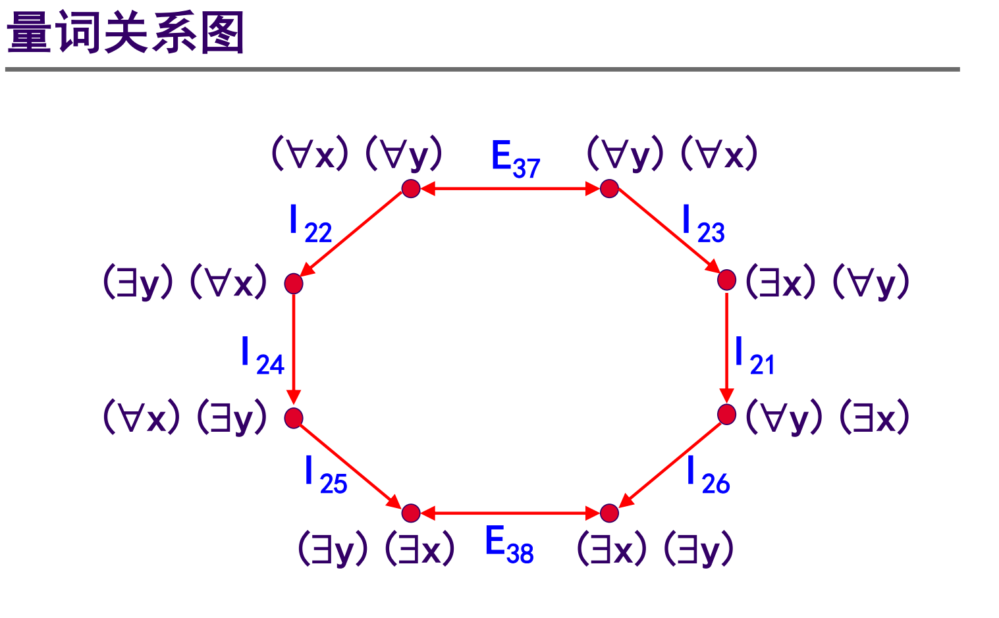 量词关系图
(∀x) (∀y) E37 (∀y) (∀x)
I22 I23
(∃y) (∀x) (∃x) (∀y)
I24 I21
(∀x) (∃y) (∀y) (∃x)
I25 I26
(∃y) (∃x) E38 (∃x) (∃y)